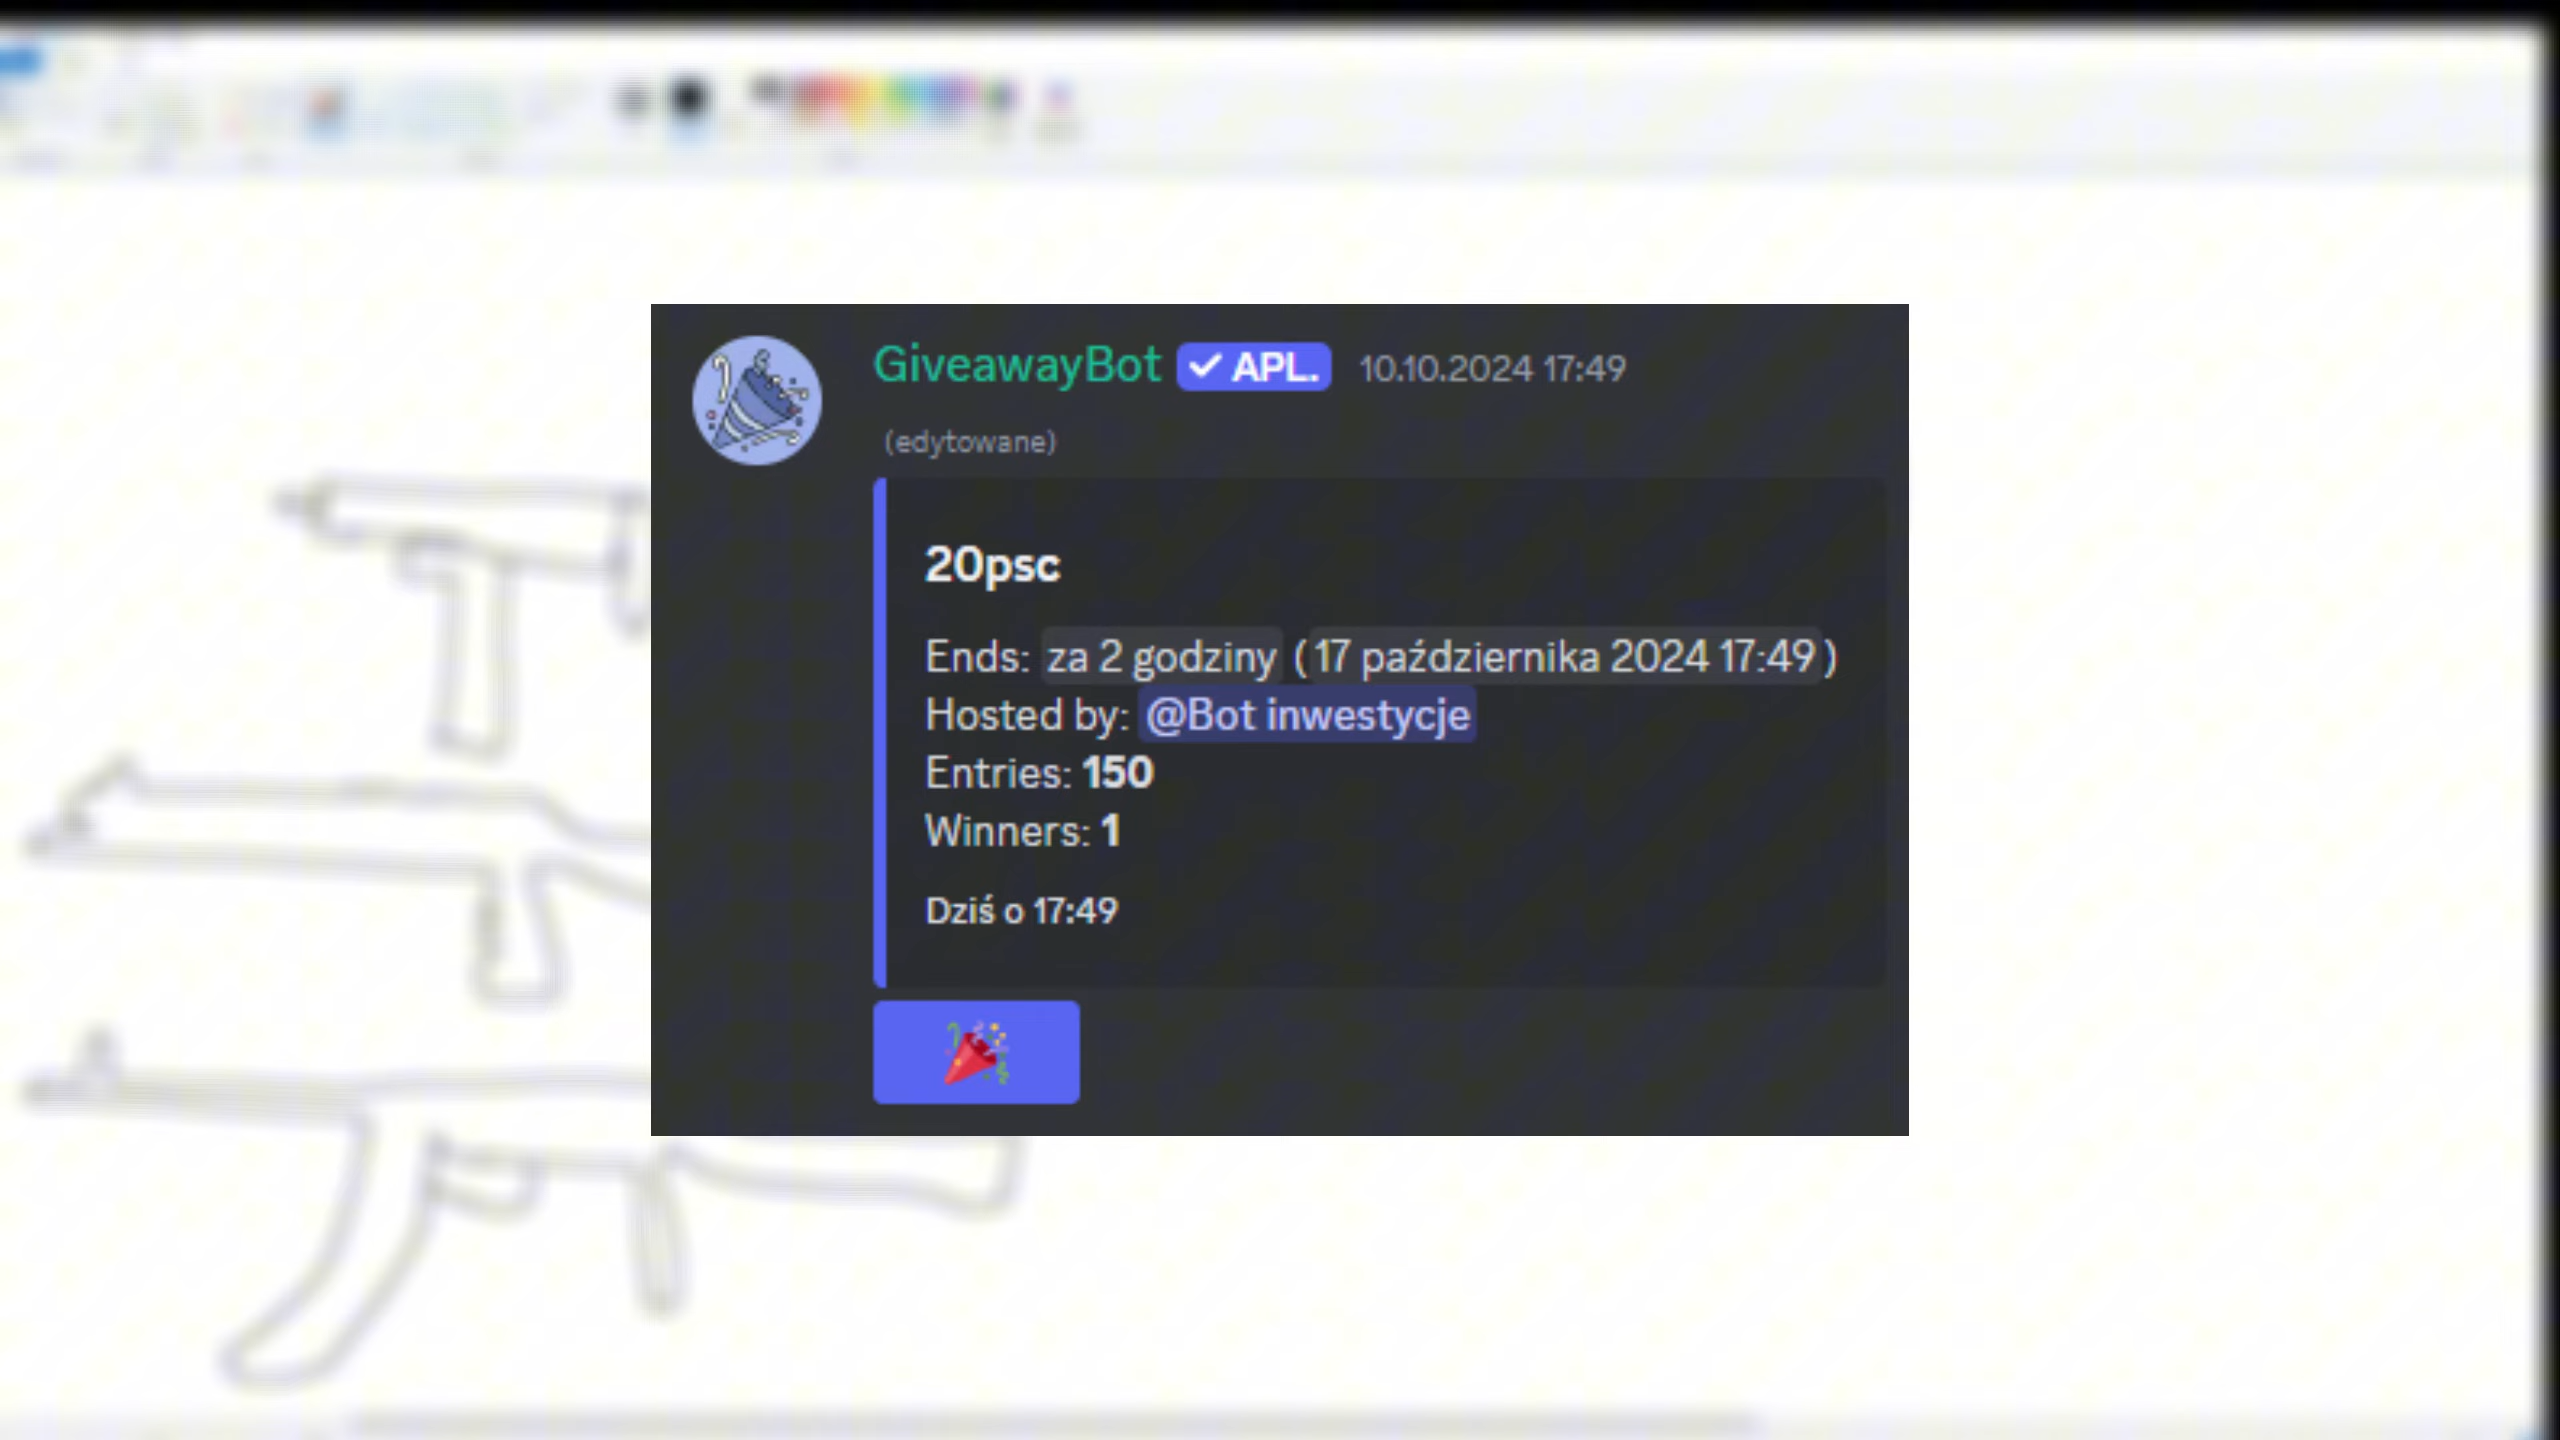 GiveawayBot ✓ APL. 10.10.2024 17:49
(edytowane)
20psc
Ends: za 2 godziny (17 października 2024 17:49)
Hosted by: @Bot inwestycje
Entries: 150
Winners: 1
Dziś o 17:49